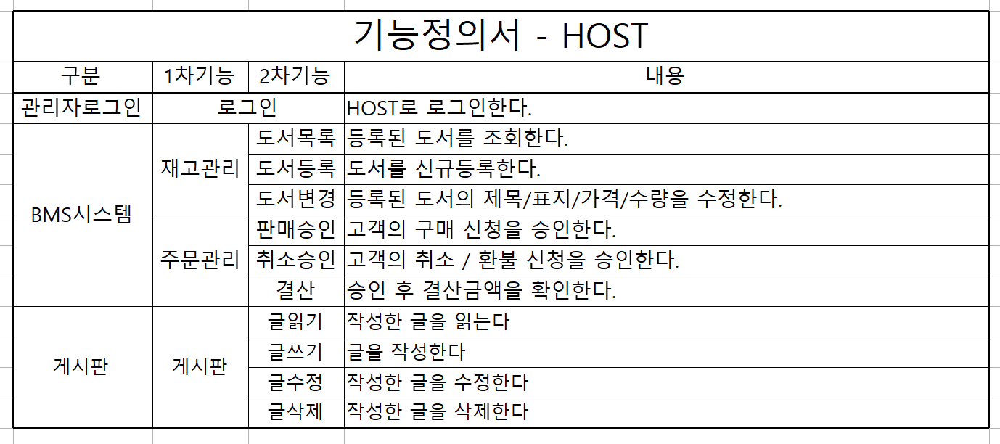 기능정의서 - HOST
구분 1차기능 2차기능 내용
관리자로그인 로그인 HOST로 로그인한다.
BMS시스템 재고관리 도서목록 등록된 도서를 조회한다.
도서등록 도서를 신규등록한다.
도서변경 등록된 도서의 제목/표지/가격/수량을 수정한다.
주문관리 판매승인 고객의 구매 신청을 승인한다.
취소승인 고객의 취소 / 환불 신청을 승인한다.
결산 승인 후 결산금액을 확인한다.
게시판 게시판 글읽기 작성한 글을 읽는다
글쓰기 글을 작성한다
글수정 작성한 글을 수정한다
글삭제 작성한 글을 삭제한다